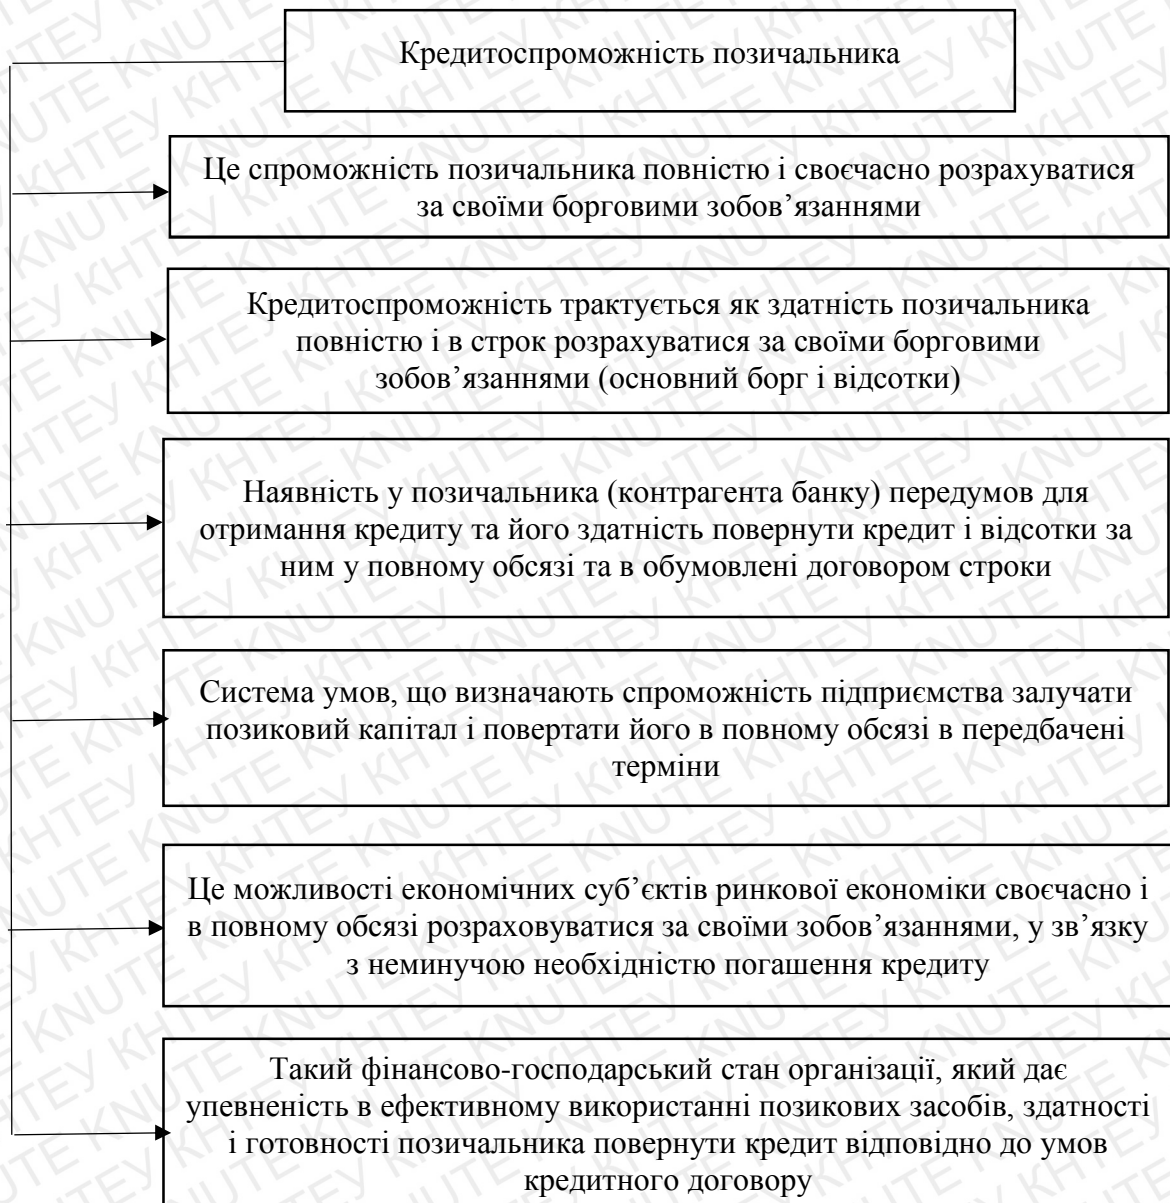 Кредитоспроможність позичальника
Це спроможність позичальника повністю і своєчасно розрахуватися
за своїми борговими зобов’язаннями
Кредитоспроможність трактується як здатність позичальника
повністю і в строк розрахуватися за своїми борговими
зобов’язаннями (основний борг і відсотки)
Наявність у позичальника (контрагента банку) передумов для
отримання кредиту та його здатність повернути кредит і відсотки за
ним у повному обсязі та в обумовлені договором строки
Система умов, що визначають спроможність підприємства залучати
позиковий капітал і повертати його в повному обсязі в передбачені
терміни
Це можливості економічних суб’єктів ринкової економіки своєчасно і
в повному обсязі розраховуватися за своїми зобов’язаннями, у зв’язку
з неминучою необхідністю погашення кредиту
Такий фінансово-господарський стан організації, який дає
упевненість в ефективному використанні позикових засобів, здатності
і готовності позичальника повернути кредит відповідно до умов
кредитного договору